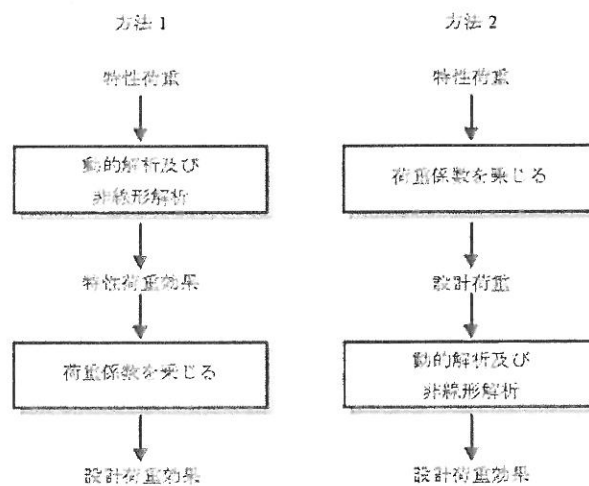 方法 1
特性荷重
動的解析及び
非線形解析
特性荷重効果
荷重係数を乗じる
設計荷重効果
方法 2
特性荷重
荷重係数を乗じる
設計荷重
動的解析及び
非線形解析
設計荷重効果